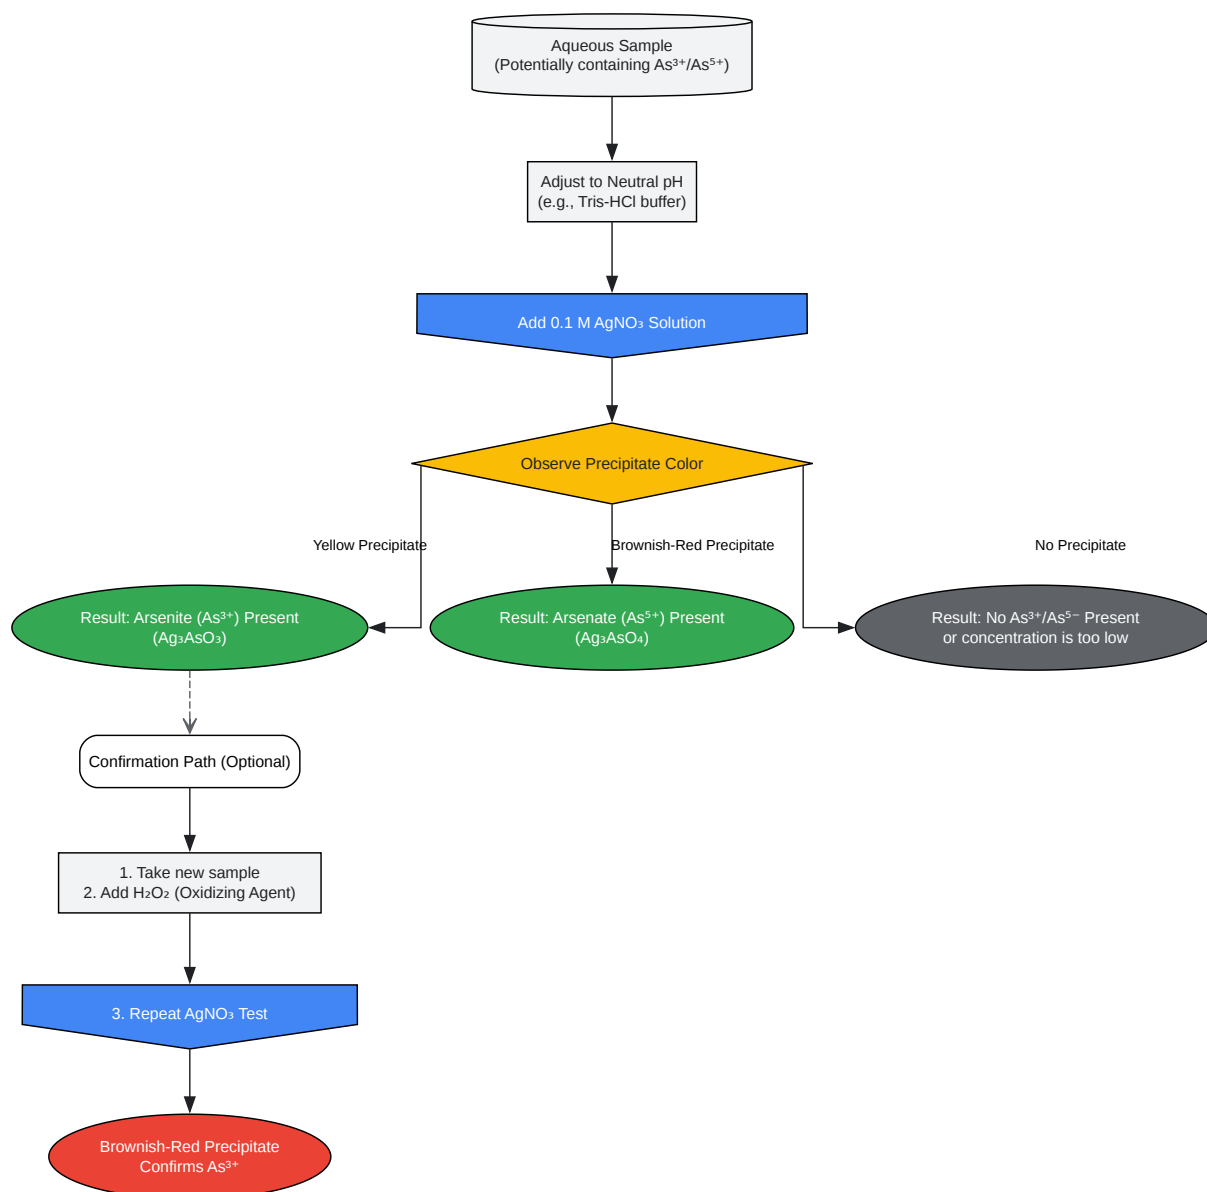 Aqueous Sample
(Potentially containing As³⁺/As⁵⁺)
Adjust to Neutral pH
(e.g., Tris-HCl buffer)
Add 0.1 M AgNO₃ Solution
Observe Precipitate Color
Yellow Precipitate
Brownish-Red Precipitate
No Precipitate
Result: Arsenite (As³⁺) Present
(Ag₃AsO₃)
Result: Arsenate (As⁵⁺) Present
(Ag₃AsO₄)
Result: No As³⁺/As⁵⁻ Present
or concentration is too low
Confirmation Path (Optional)
1. Take new sample
2. Add H₂O₂ (Oxidizing Agent)
3. Repeat AgNO₃ Test
Brownish-Red Precipitate
Confirms As³⁺